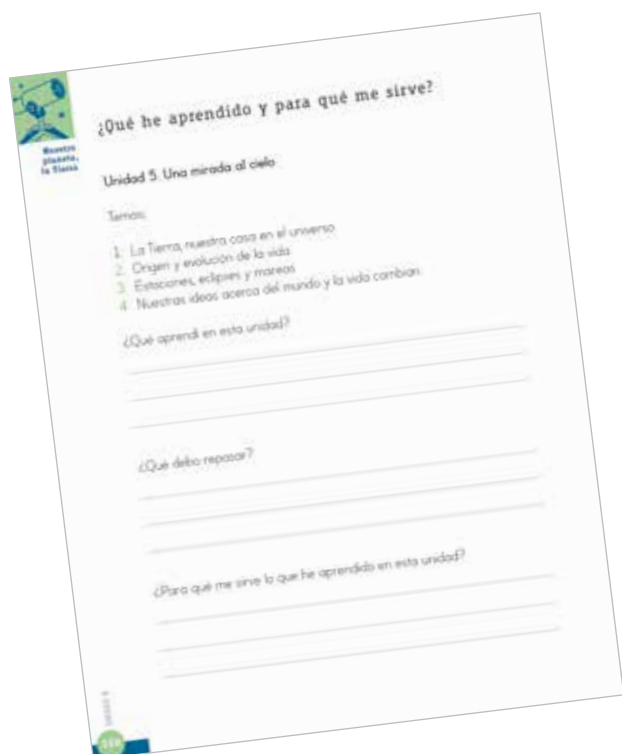 ¿Qué he aprendido y para qué me sirve?
Nuestro
planeta,
la Tierra
Unidad 5. Una mirada al cielo
Temas:
1. La Tierra, nuestra casa en el universo
2. Origen y evolución de la vida
3. Estaciones, eclipses y mareas
4. Nuestras ideas acerca del mundo y la vida cambian.
¿Qué aprendí en esta unidad?
¿Qué debo repasar?
¿Para qué me sirve lo que he aprendido en esta unidad?